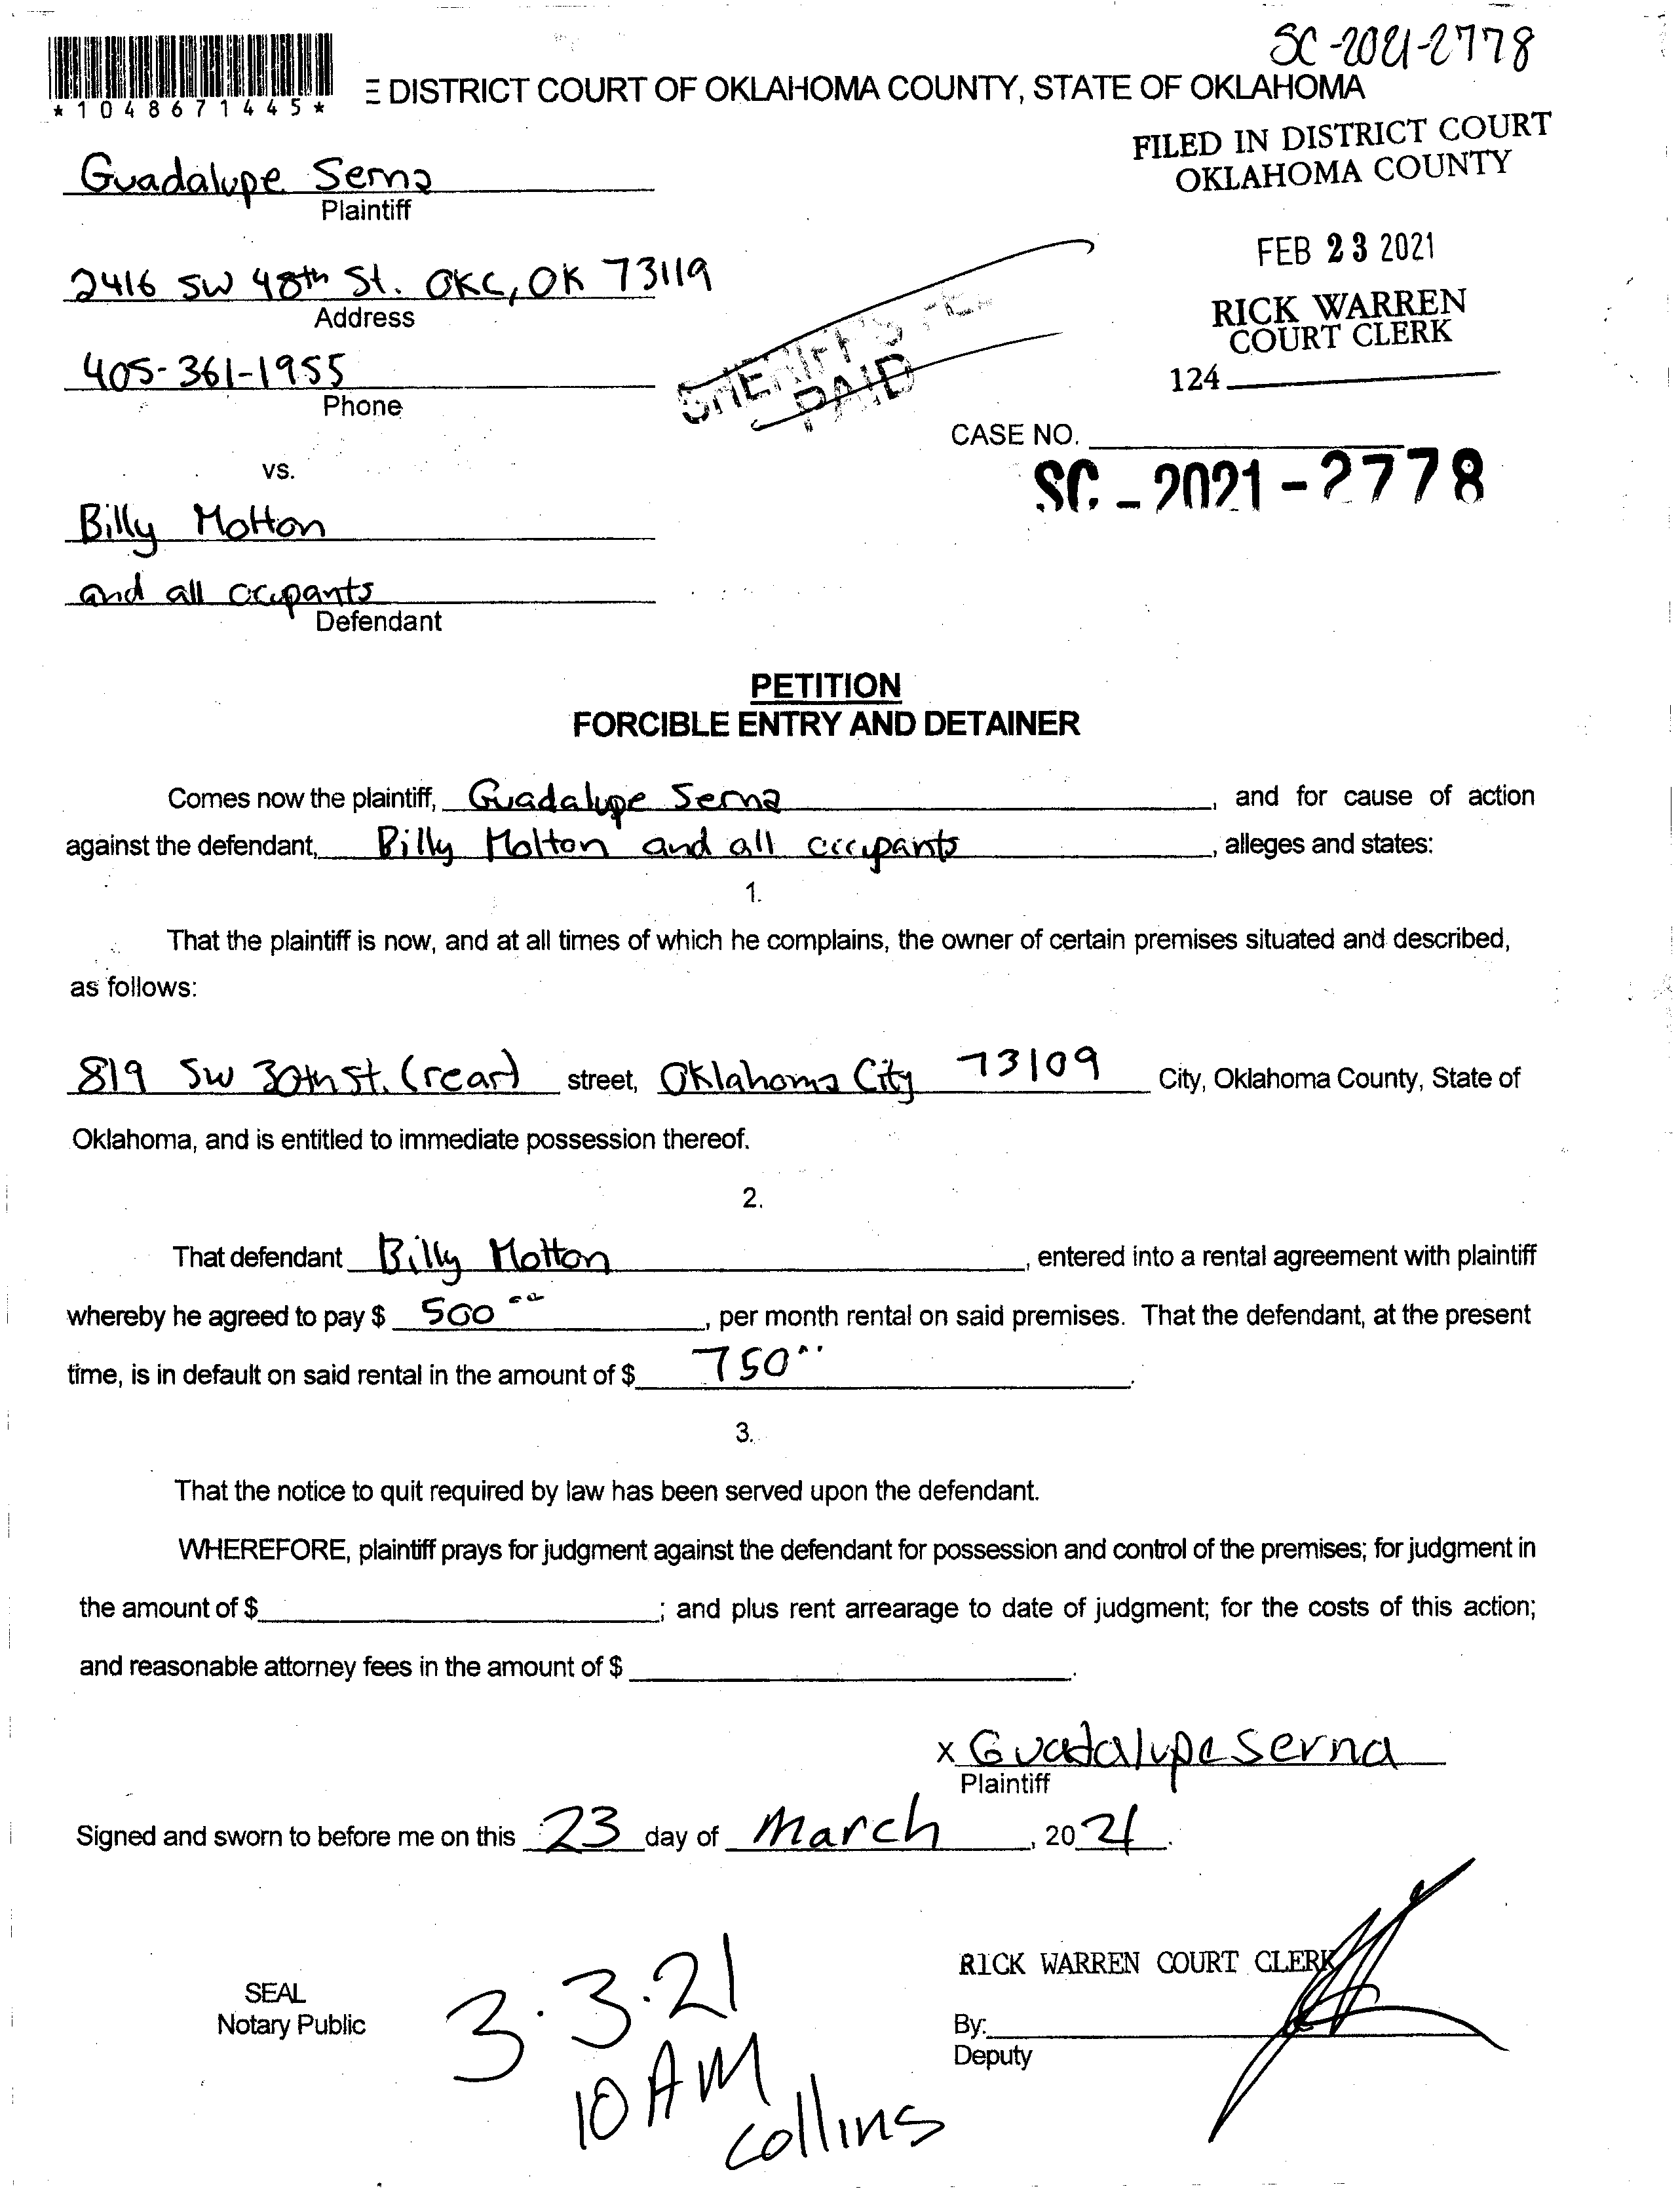 SC-2021-2778
*1048671445*
E DISTRICT COURT OF OKLAHOMA COUNTY, STATE OF OKLAHOMA
FILED IN DISTRICT COURT
OKLAHOMA COUNTY
Guadalupe Serna
Plaintiff
FEB 23 2021
2416 SW 48th St. OKC, OK 73119
Address
RICK WARREN
COURT CLERK
SHERIFF'S FEE
PAID
124
405-361-1955
Phone
CASE NO.
SC-2021-2778
vs.
Billy Motton
and all occupants
Defendant
PETITION
FORCIBLE ENTRY AND DETAINER
Comes now the plaintiff, Guadalupe Serna, and for cause of action
against the defendant, Billy Motton and all occupants, alleges and states:
1.
That the plaintiff is now, and at all times of which he complains, the owner of certain premises situated and described,
as follows:
819 SW 30th St. (rear) street, Oklahoma City 73109 City, Oklahoma County, State of
Oklahoma, and is entitled to immediate possession thereof.
2.
That defendant Billy Motton, entered into a rental agreement with plaintiff
whereby he agreed to pay $ 500 00, per month rental on said premises. That the defendant, at the present
time, is in default on said rental in the amount of $ 750.
3.
That the notice to quit required by law has been served upon the defendant.
WHEREFORE, plaintiff prays for judgment against the defendant for possession and control of the premises; for judgment in
the amount of $ ; and plus rent arrearage to date of judgment; for the costs of this action;
and reasonable attorney fees in the amount of $ .
x Guadalupe Serna
Plaintiff
Signed and sworn to before me on this 23 day of March, 2021.
RICK WARREN COURT CLERK
SEAL
Notary Public
By:
Deputy
3.3.21
10 AM
Collins